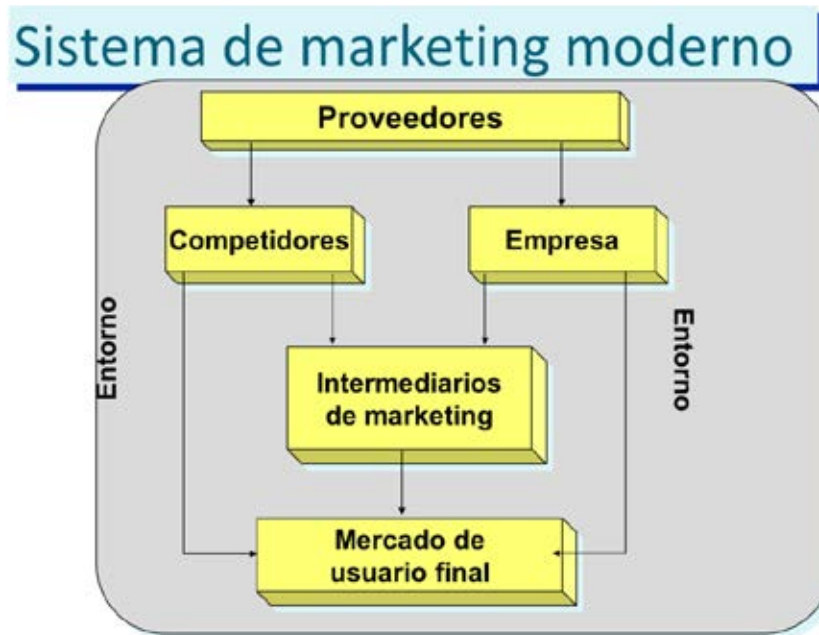 Sistema de marketing moderno
Proveedores
Competidores
Empresa
Entorno
Entorno
Intermediarios
de marketing
Mercado de
usuario final